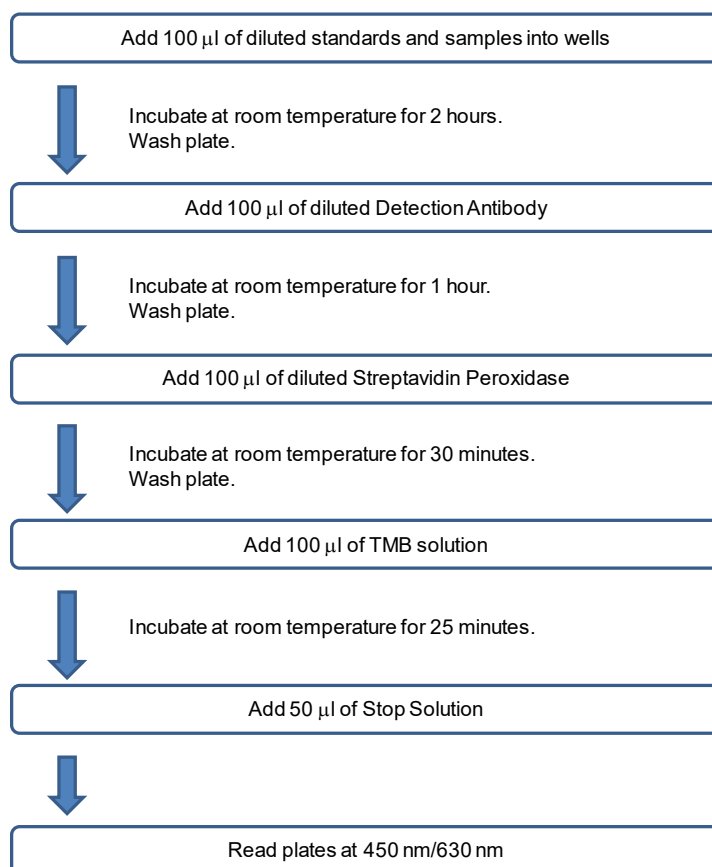 Add 100 μl of diluted standards and samples into wells
Incubate at room temperature for 2 hours.
Wash plate.
Add 100 μl of diluted Detection Antibody
Incubate at room temperature for 1 hour.
Wash plate.
Add 100 μl of diluted Streptavidin Peroxidase
Incubate at room temperature for 30 minutes.
Wash plate.
Add 100 μl of TMB solution
Incubate at room temperature for 25 minutes.
Add 50 μl of Stop Solution
Read plates at 450 nm/630 nm